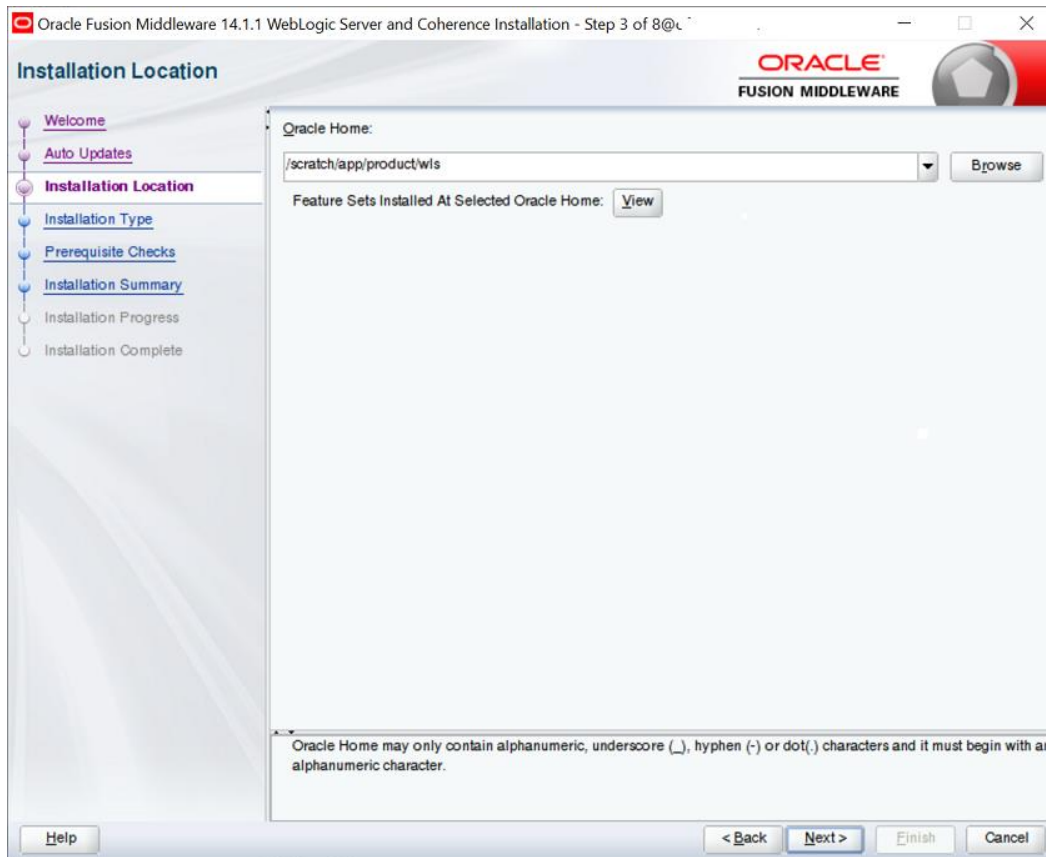 Oracle Fusion Middleware 14.1.1 WebLogic Server and Coherence Installation - Step 3 of 8@
Installation Location
ORACLE
FUSION MIDDLEWARE
Welcome
Auto Updates
Installation Location
Installation Type
Prerequisite Checks
Installation Summary
Installation Progress
Installation Complete
Oracle Home:
/scratch/app/product/wls
Browse
Feature Sets Installed At Selected Oracle Home: View
Oracle Home may only contain alphanumeric, underscore (_), hyphen (-) or dot(.) characters and it must begin with
alphanumeric character.
Help
< Back
Next >
Finish
Cancel